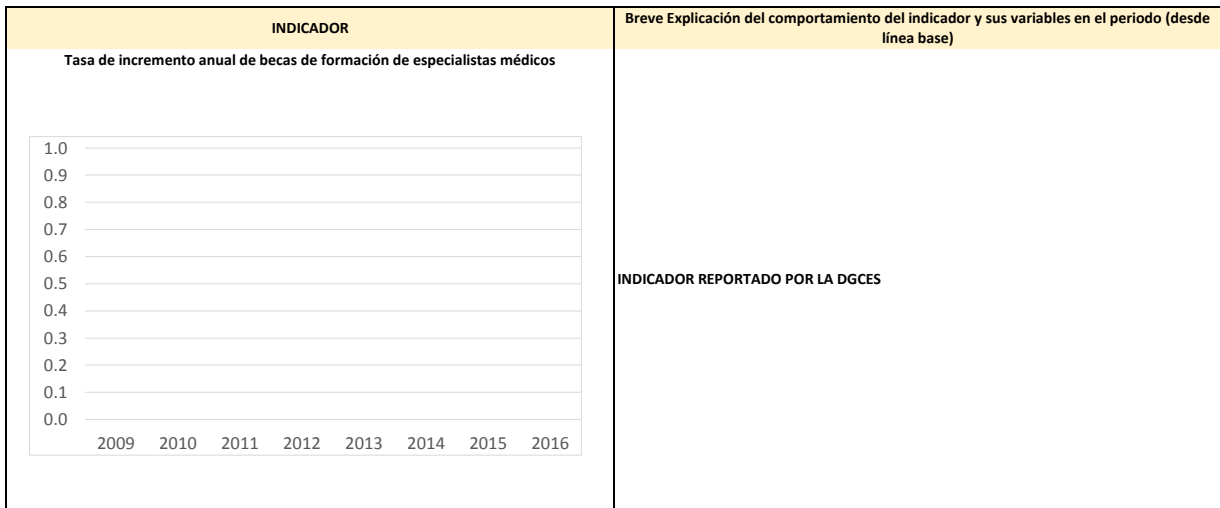 INDICADOR
Breve Explicación del comportamiento del indicador y sus variables en el periodo (desde
línea base)
Tasa de incremento anual de becas de formación de especialistas médicos
1.0
0.9
0.8
0.7
0.6
0.5
0.4
0.3
0.2
0.1
0.0
2009 2010 2011 2012 2013 2014 2015 2016
INDICADOR REPORTADO POR LA DGCES